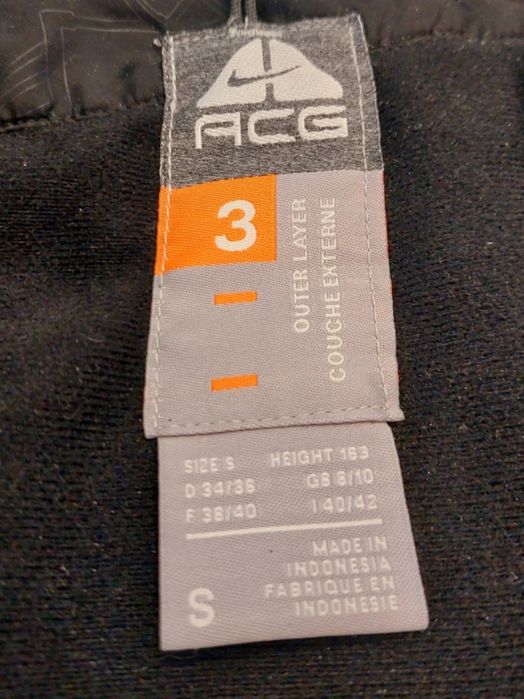 ACG
3
OUTER LAYER
COUCHE EXTERNE
SIZE S HEIGHT 163
D 34/36 GB 8/10
F 36/40 I 40/42
MADE IN
INDONESIA
FABRIQUE EN
INDONESIE
S